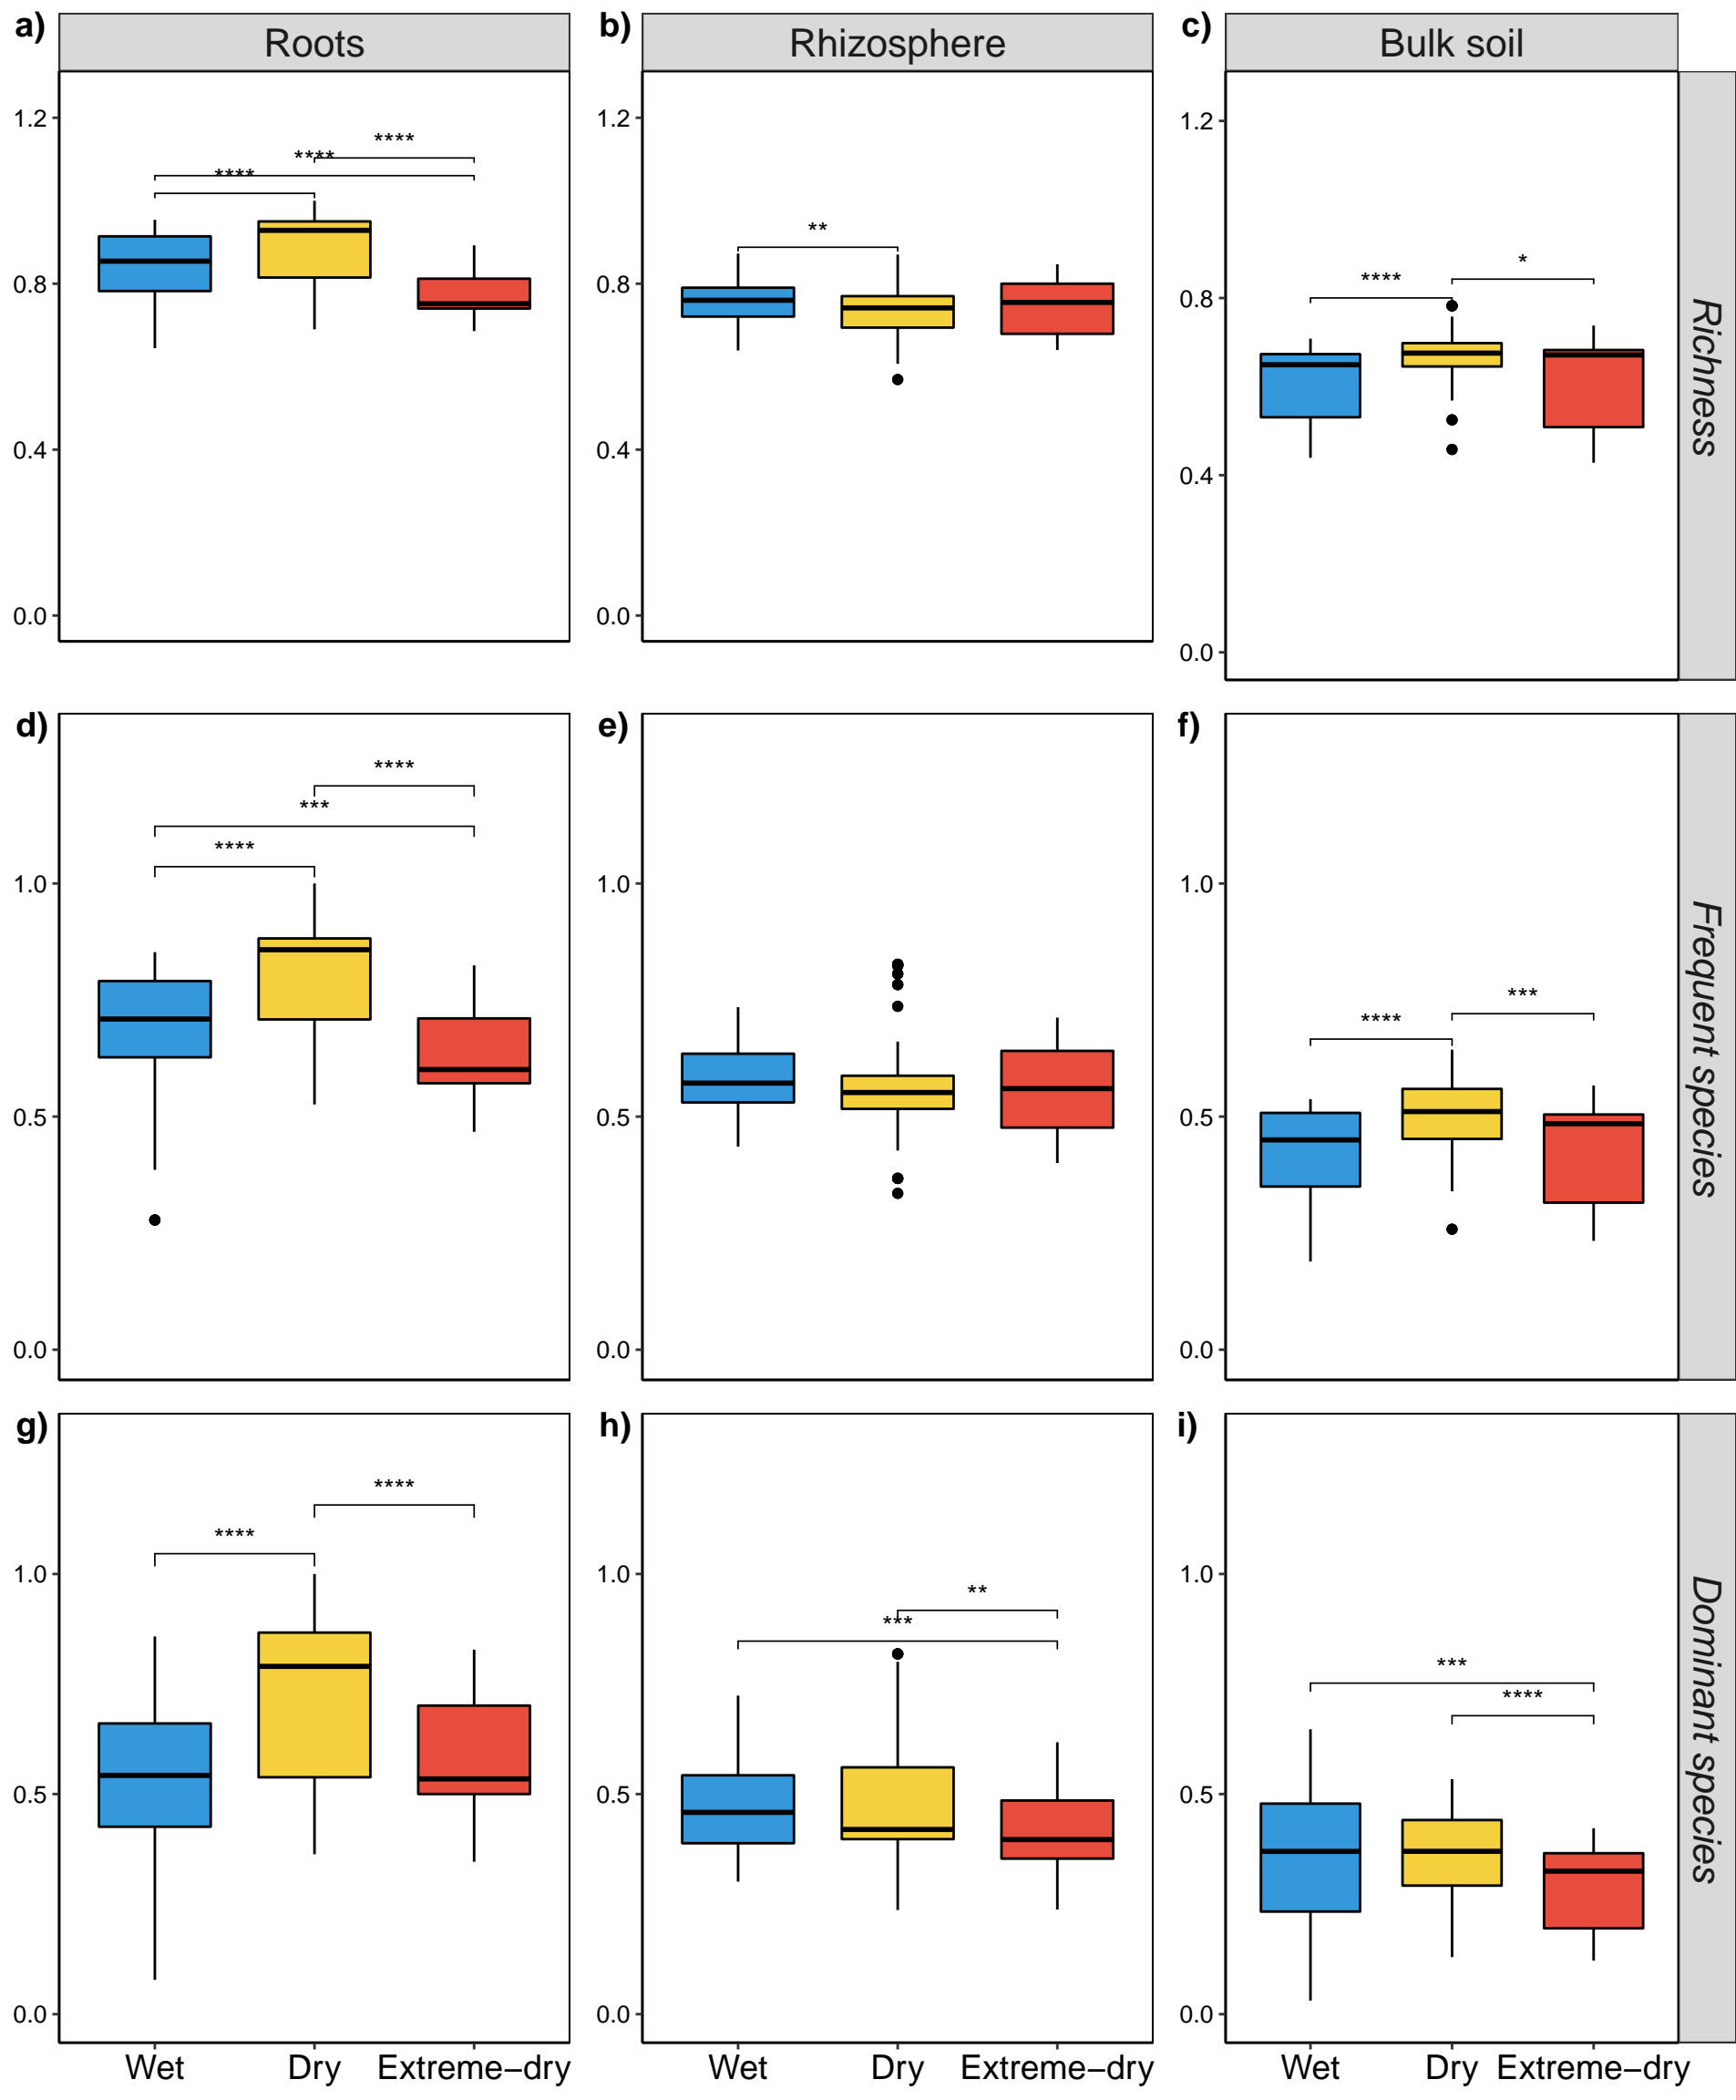 a) Roots b) Rhizosphere c) Bulk soil
1.2 1.2 1.2
****
****
****
**
*
****
0.8 0.8 0.8
0.4 0.4 0.4
0.0 0.0 0.0
Richness
d) e) f)
****
***
****
1.0 1.0 1.0
***
****
0.5 0.5 0.5
0.0 0.0 0.0
Frequent species
g) h) i)
****
****
1.0 1.0 1.0
**
***
***
****
0.5 0.5 0.5
0.0 0.0 0.0
Dominant species
Wet Dry Extreme−dry Wet Dry Extreme−dry Wet Dry Extreme−dry